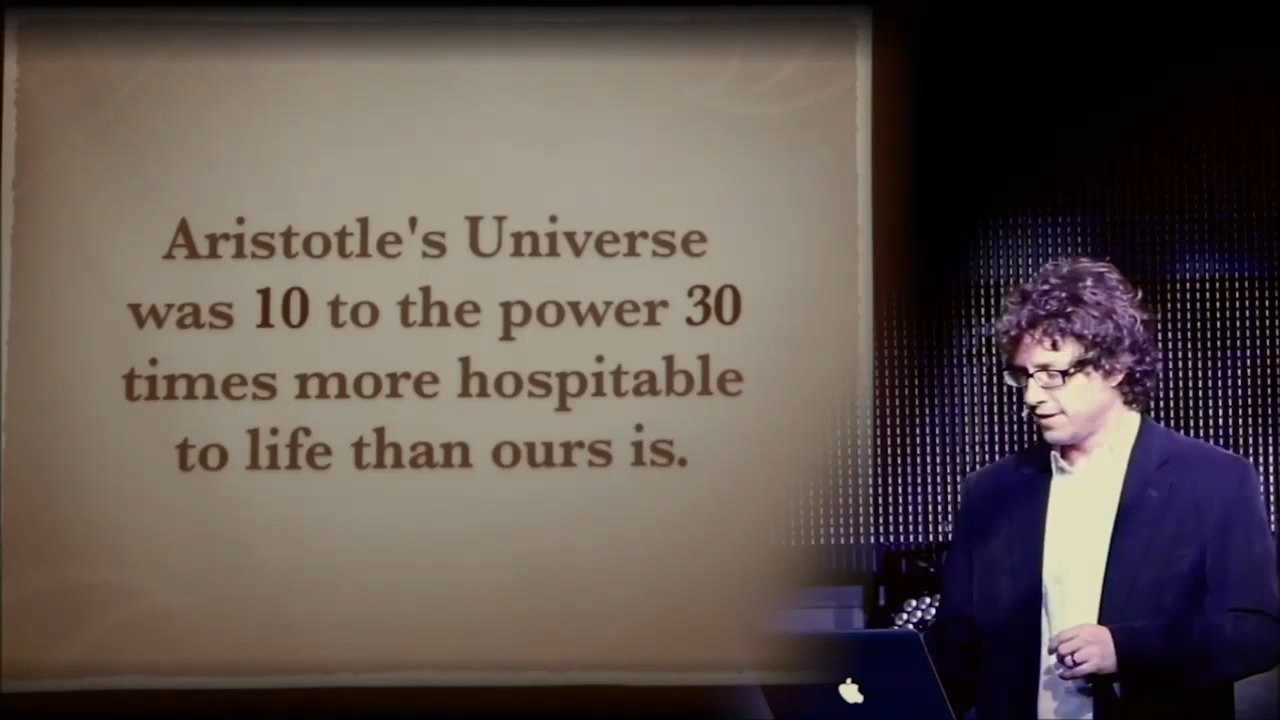 Aristotle's Universe
was 10 to the power 30
times more hospitable
to life than ours is.